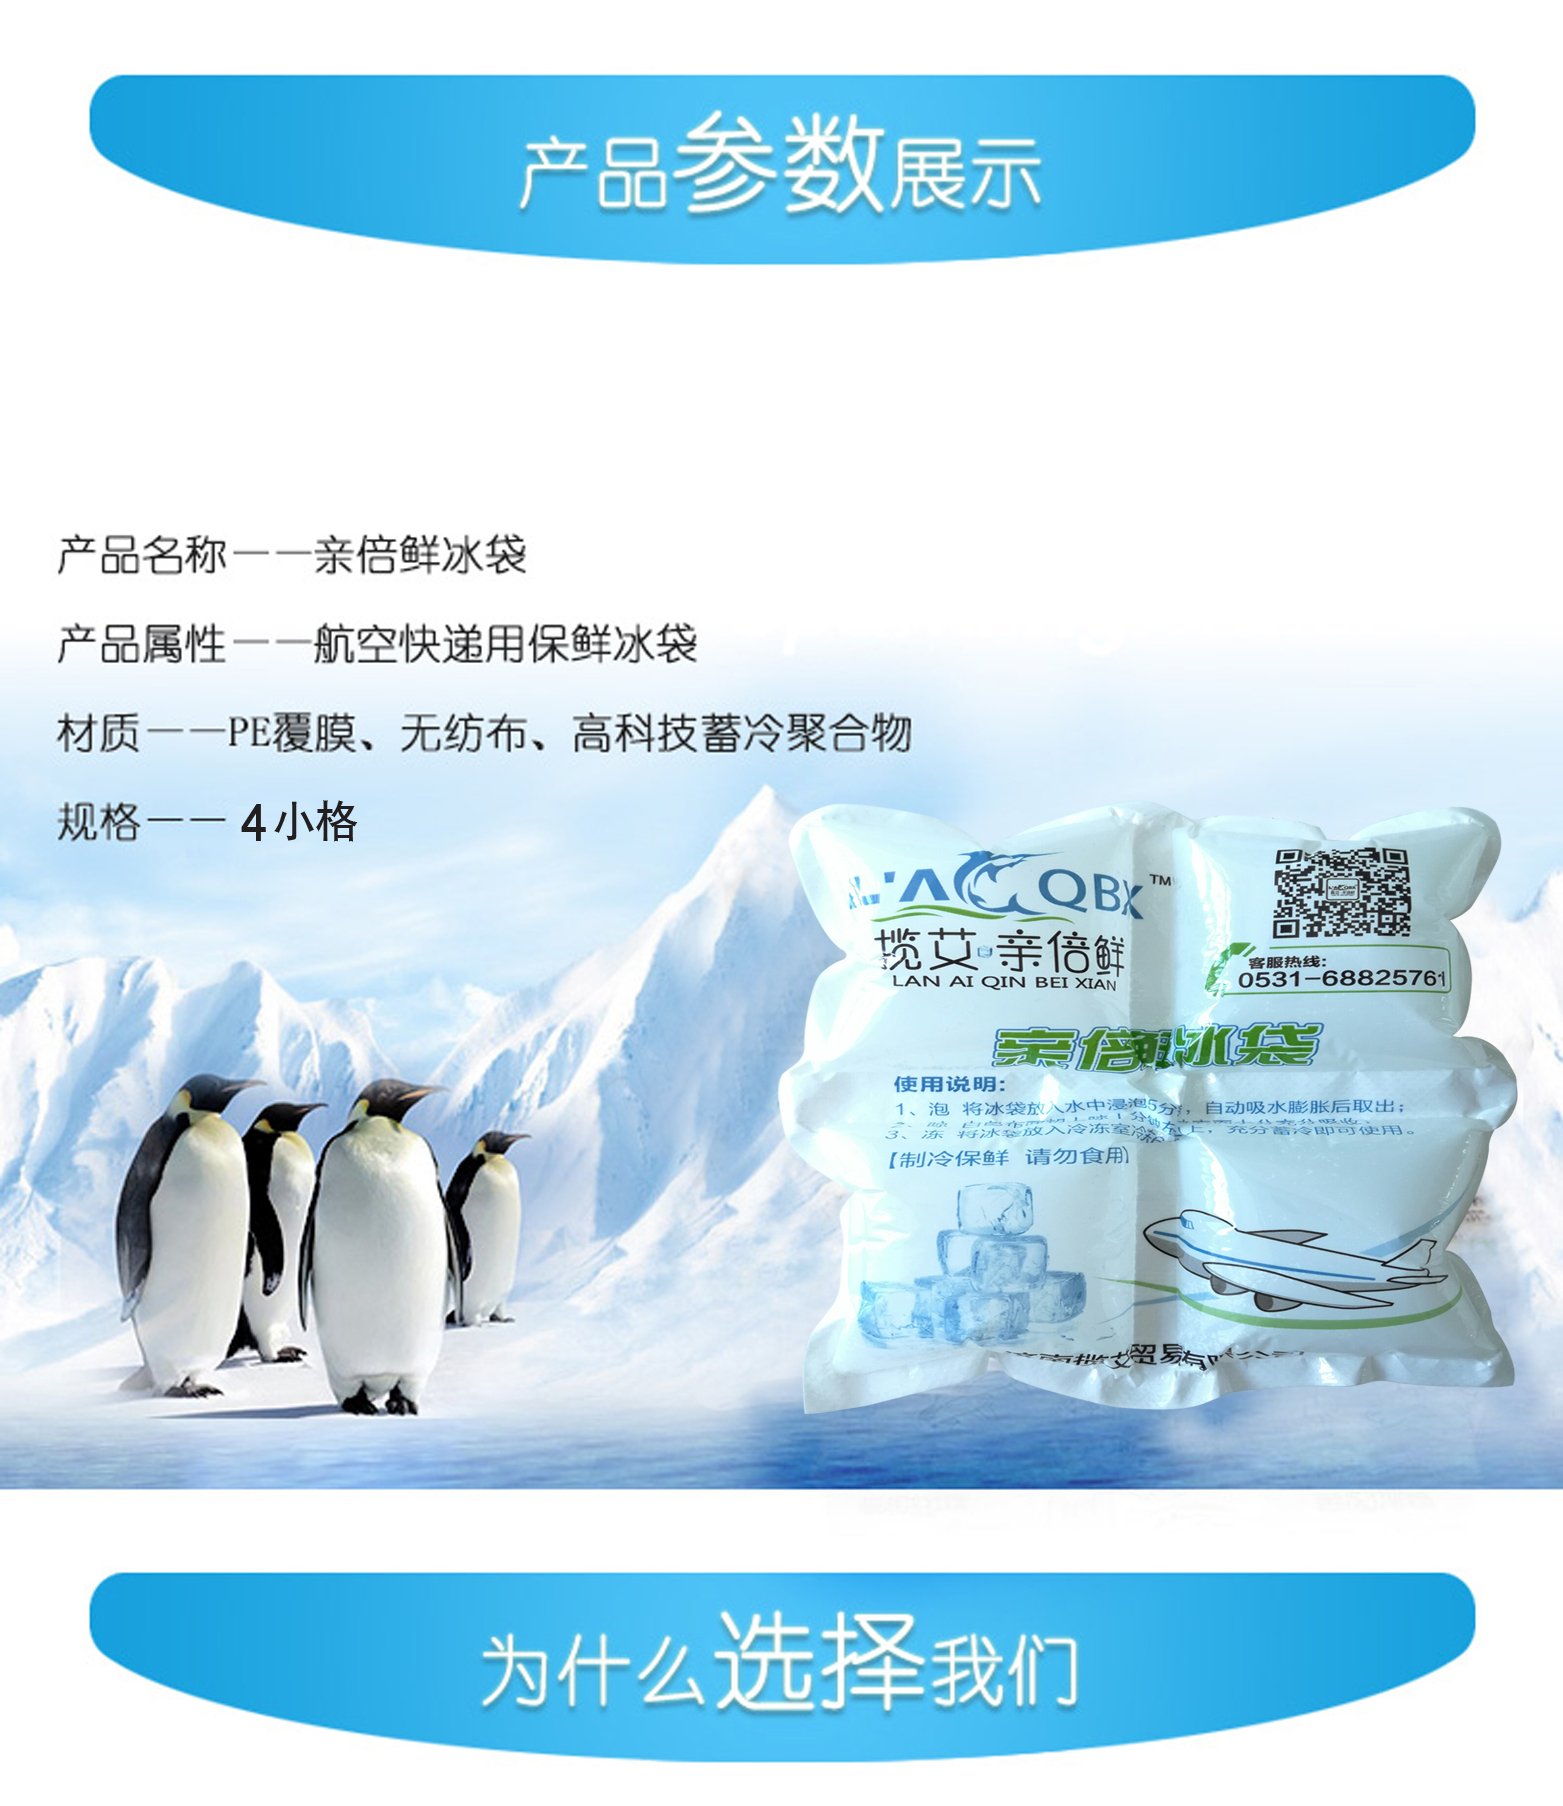 产品参数展示
产品名称——亲倍鲜冰袋
产品属性——航空快递用保鲜冰袋
材质——PE覆膜、无纺布、高科技蓄冷聚合物
规格——4小格
QBX TM
揽艾 亲倍鲜
LAN AI QIN BEI XIAN
客服热线:
0531-68825761
亲倍鲜冰袋
使用说明:
1、泡 将冰袋放入水中浸泡5分 , 自动吸水膨胀后取出;
3、冻 将冰袋放入冷冻室 上, 充分蓄冷即可使用。
【制冷保鲜 请勿食用】
为什么选择我们